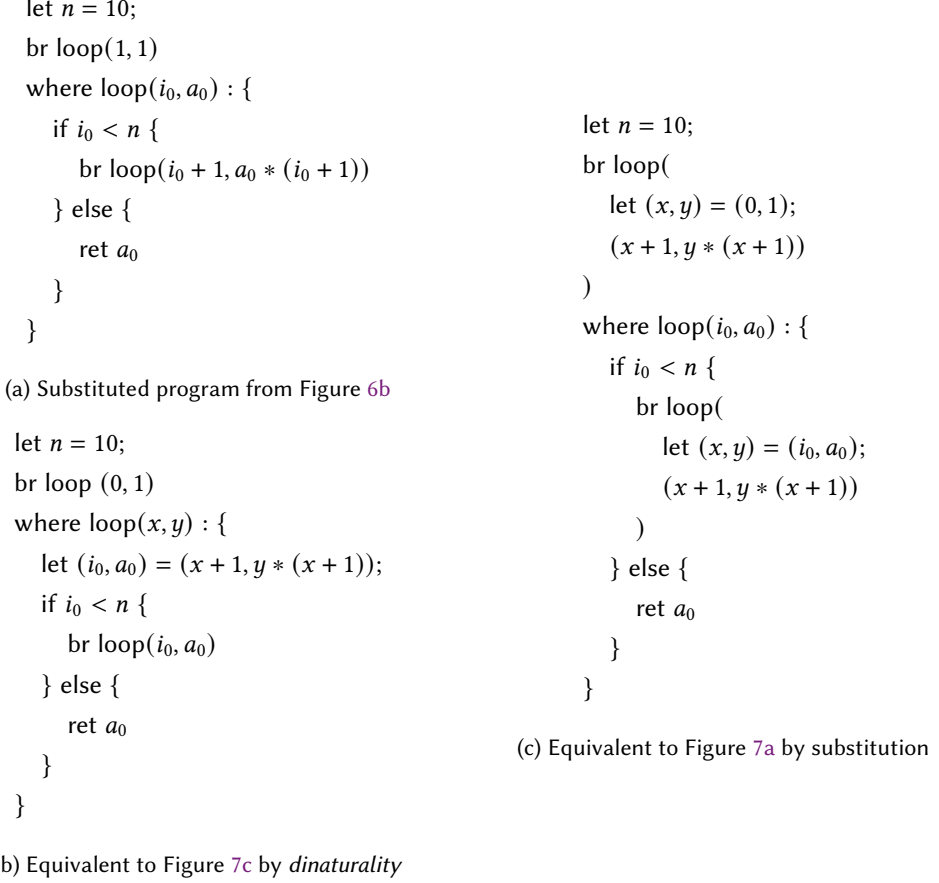 let n = 10;
br loop(1, 1)
where loop(i₀, a₀) : {
if i₀ < n {
br loop(i₀ + 1, a₀ ∗ (i₀ + 1))
} else {
ret a₀
}
}
(a) Substituted program from Figure 6b
let n = 10;
br loop (0, 1)
where loop(x, y) : {
let (i₀, a₀) = (x + 1, y ∗ (x + 1));
if i₀ < n {
br loop(i₀, a₀)
} else {
ret a₀
}
}
b) Equivalent to Figure 7c by dinaturality
let n = 10;
br loop(
let (x, y) = (0, 1);
(x + 1, y ∗ (x + 1))
)
where loop(i₀, a₀) : {
if i₀ < n {
br loop(
let (x, y) = (i₀, a₀);
(x + 1, y ∗ (x + 1))
)
} else {
ret a₀
}
}
(c) Equivalent to Figure 7a by substitution